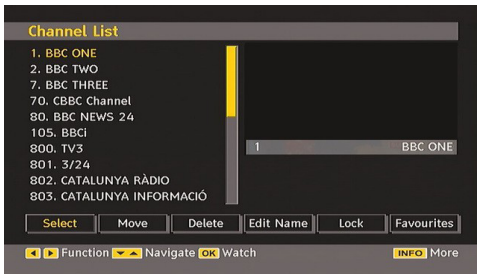 Channel List
1. BBC ONE
2. BBC TWO
7. BBC THREE
70. CBBC Channel
80. BBC NEWS 24
105. BBCi
800. TV3
801. 3/24
802. CATALUNYA RÀDIO
803. CATALUNYA INFORMACIÓ
1 BBC ONE
Select Move Delete Edit Name Lock Favourites
Function Navigate OK Watch INFO More